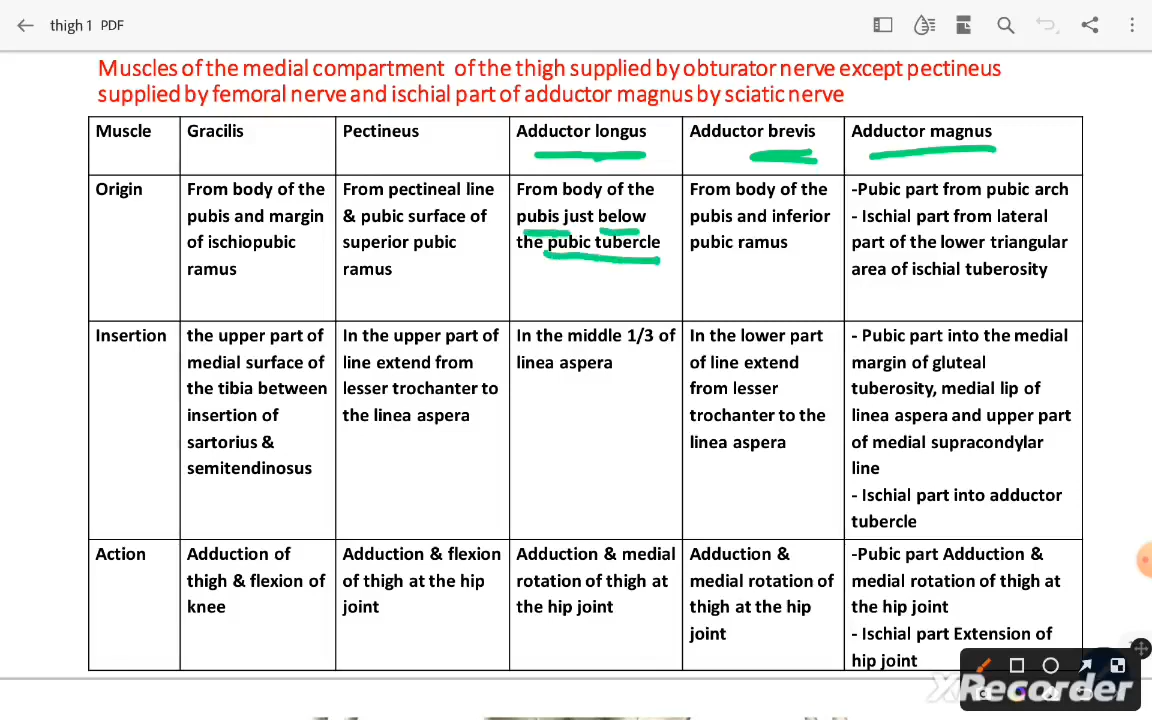 thigh 1 PDF
Muscles of the medial compartment of the thigh supplied by obturator nerve except pectineus
supplied by femoral nerve and ischial part of adductor magnus by sciatic nerve
Muscle
Gracilis
Pectineus
Adductor longus
Adductor brevis
Adductor magnus
Origin
From body of the
pubis and margin
of ischiopubic
ramus
From pectineal line
& pubic surface of
superior pubic
ramus
From body of the
pubis just below
the pubic tubercle
From body of the
pubis and inferior
pubic ramus
-Pubic part from pubic arch
- Ischial part from lateral
part of the lower triangular
area of ischial tuberosity
Insertion
the upper part of
medial surface of
the tibia between
insertion of
sartorius &
semitendinosus
In the upper part of
line extend from
lesser trochanter to
the linea aspera
In the middle 1/3 of
linea aspera
In the lower part
of line extend
from lesser
trochanter to the
linea aspera
- Pubic part into the medial
margin of gluteal
tuberosity, medial lip of
linea aspera and upper part
of medial supracondylar
line
- Ischial part into adductor
tubercle
Action
Adduction of
thigh & flexion of
knee
Adduction & flexion
of thigh at the hip
joint
Adduction & medial
rotation of thigh at
the hip joint
Adduction &
medial rotation of
thigh at the hip
joint
-Pubic part Adduction &
medial rotation of thigh at
the hip joint
- Ischial part Extension of
hip joint
XRecorder